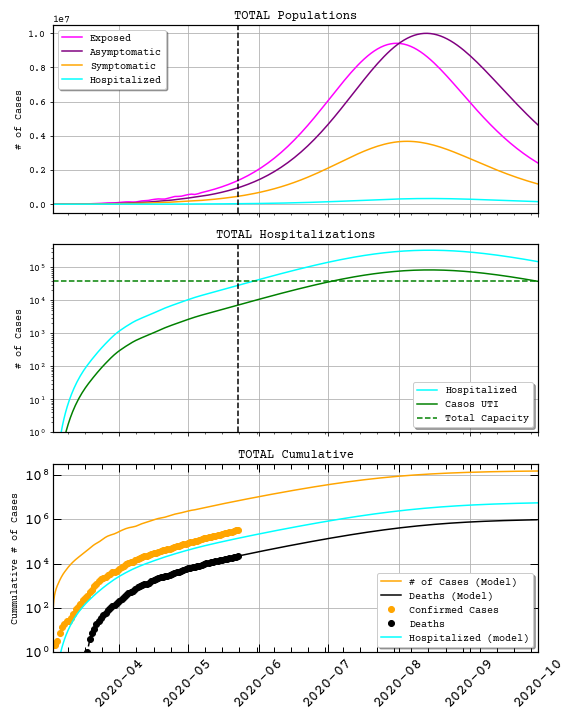 TOTAL Populations
1e7
1.0
0.8
0.6
0.4
0.2
0.0
# of Cases
Exposed
Asymptomatic
Symptomatic
Hospitalized
TOTAL Hospitalizations
10^5
10^4
10^3
10^2
10^1
10^0
# of Cases
Hospitalized
Casos UTI
Total Capacity
TOTAL Cumulative
10^8
10^6
10^4
10^2
10^0
Cummulative # of Cases
# of Cases (Model)
Deaths (Model)
Confirmed Cases
Deaths
Hospitalized (model)
2020-04
2020-05
2020-06
2020-07
2020-08
2020-09
2020-10